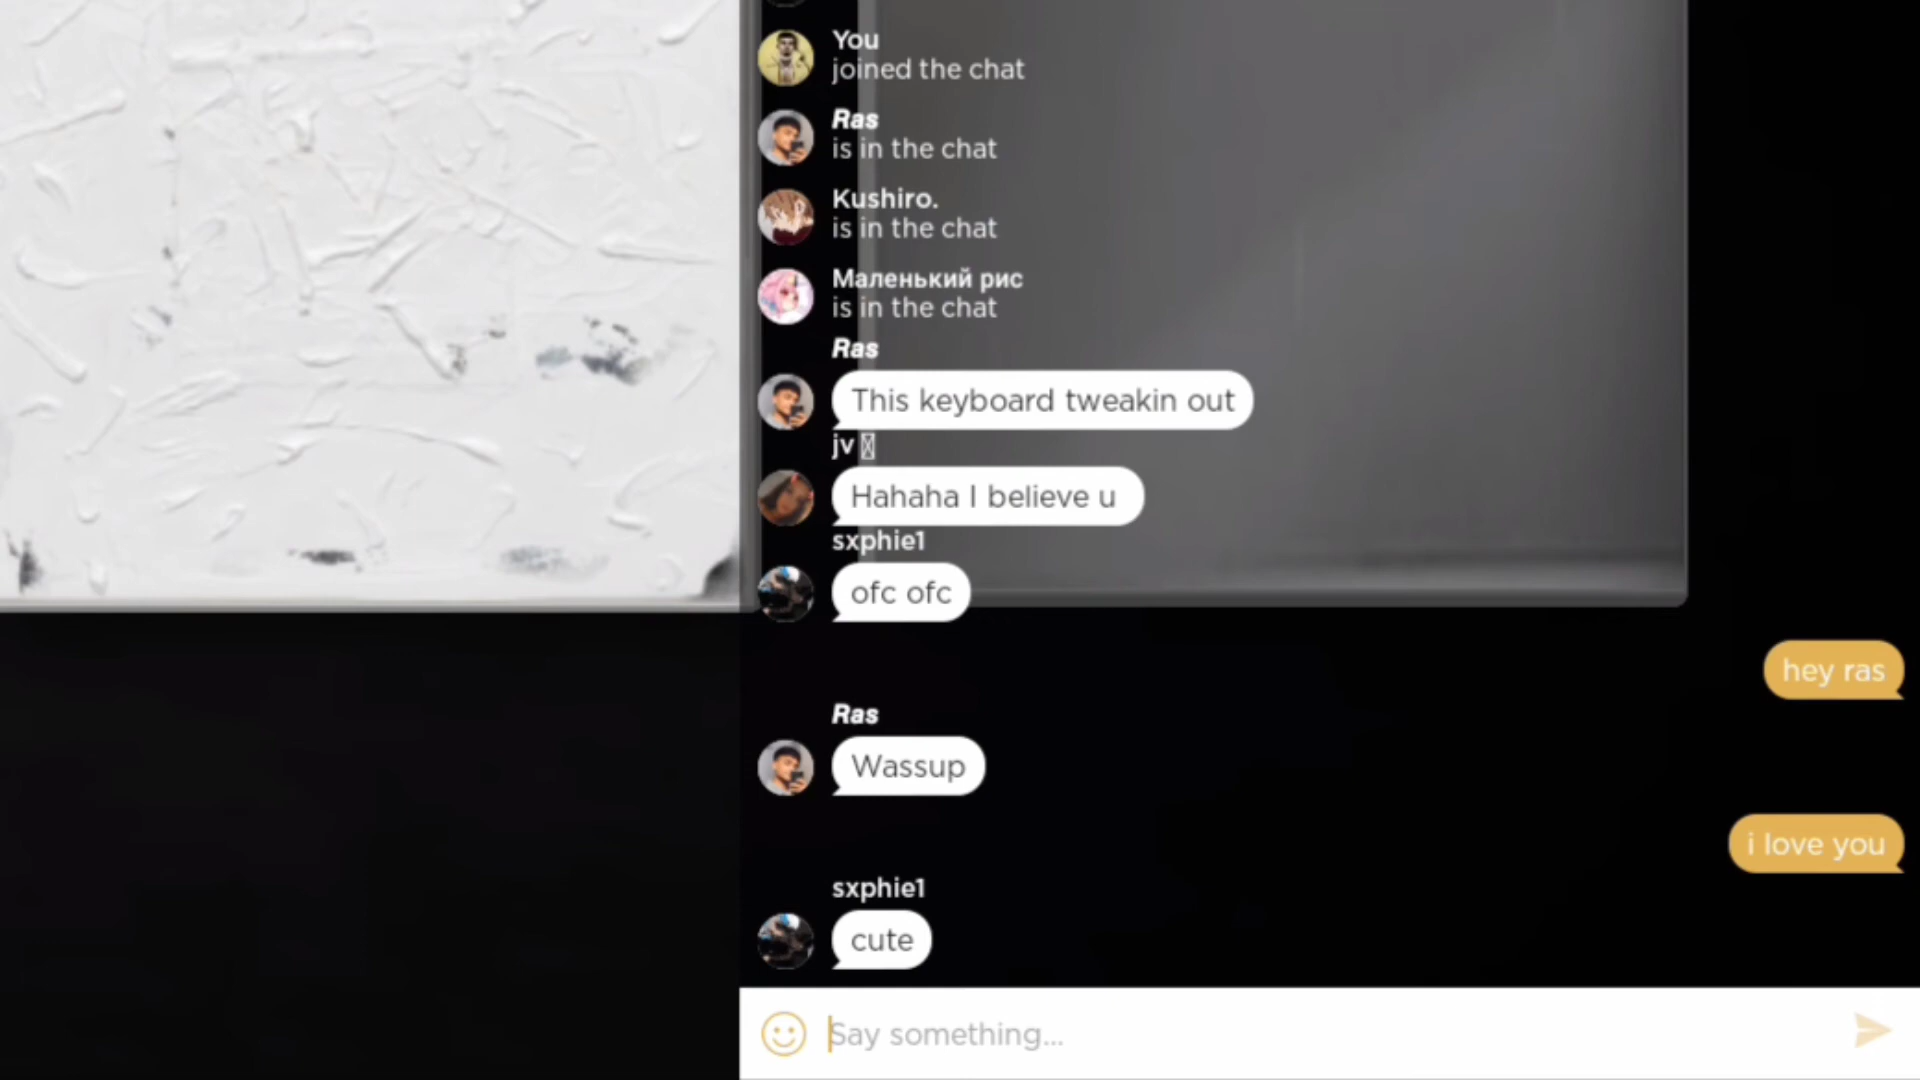 You
joined the chat
Ras
is in the chat
Kushiro.
is in the chat
Маленький рис
is in the chat
Ras
This keyboard tweakin out
jv
Hahaha I believe u
sxphie1
ofc ofc
hey ras
Ras
Wassup
i love you
sxphie1
cute
Say something...